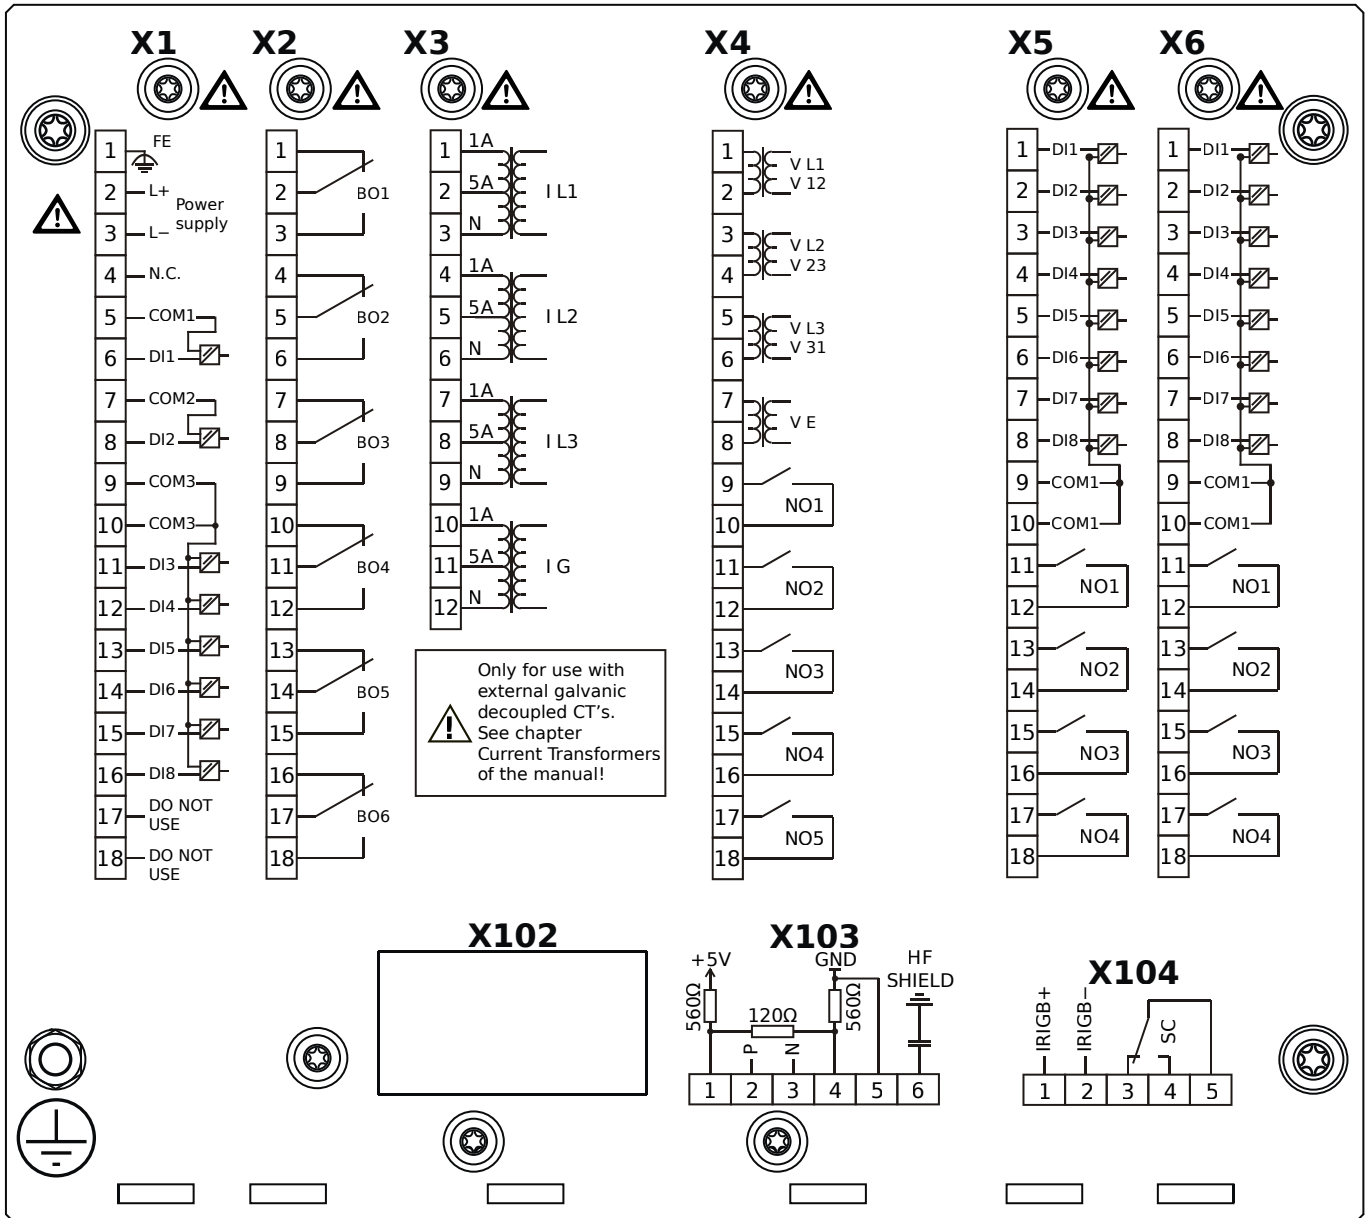 X1
1 FE
2 L+
Power
supply
3 L−
4 N.C.
5 COM1
6 DI1
7 COM2
8 DI2
9 COM3
10 COM3
11 DI3
12 DI4
13 DI5
14 DI6
15 DI7
16 DI8
17 DO NOT
USE
18 DO NOT
USE
X2
1
2 BO1
3
4
5 BO2
6
7
8 BO3
9
10
11 BO4
12
13
14 BO5
15
16
17 BO6
18
X3
1 1A
2 5A I L1
3 N
4 1A
5 5A I L2
6 N
7 1A
8 5A I L3
9 N
10 1A
11 5A I G
12 N
Only for use with
external galvanic
decoupled CT's.
See chapter
Current Transformers
of the manual!
X4
1 V L1
2 V 12
3 V L2
4 V 23
5 V L3
6 V 31
7
V E
8
9
NO1
10
11
NO2
12
13
NO3
14
15
NO4
16
17
NO5
18
X5
1 DI1
2 DI2
3 DI3
4 DI4
5 DI5
6 DI6
7 DI7
8 DI8
9 COM1
10 COM1
11
NO1
12
13
NO2
14
15
NO3
16
17
NO4
18
X6
1 DI1
2 DI2
3 DI3
4 DI4
5 DI5
6 DI6
7 DI7
8 DI8
9 COM1
10 COM1
11
NO1
12
13
NO2
14
15
NO3
16
17
NO4
18
X102
X103
+5V GND HF
SHIELD
560Ω 120Ω 560Ω
P N
1 2 3 4 5 6
X104
IRIGB+ IRIGB− SC
1 2 3 4 5